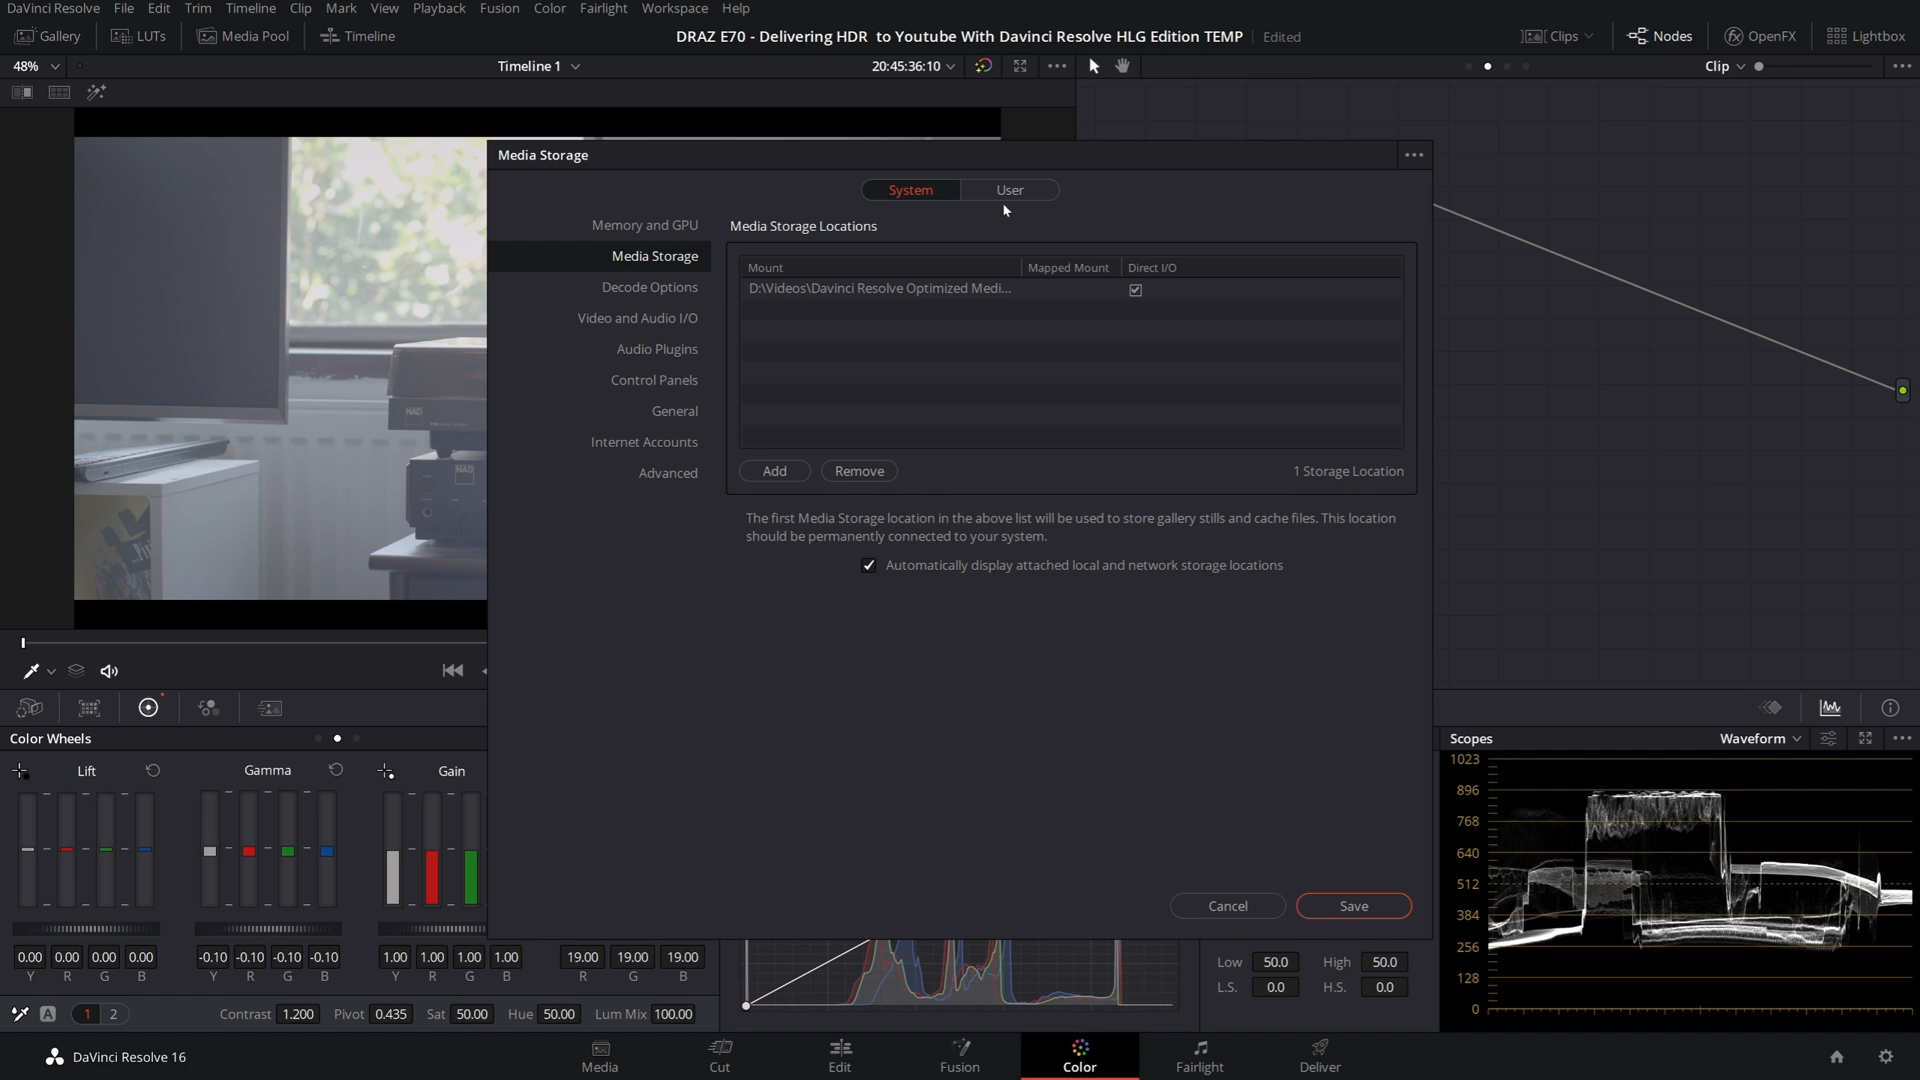 DaVinci Resolve File Edit Trim Timeline Clip Mark View Playback Fusion Color Fairlight Workspace Help
Gallery LUTs Media Pool Timeline DRAZ E70 - Delivering HDR to Youtube With Davinci Resolve HLG Edition TEMP Edited Clips Nodes OpenFX Lightbox
48% Timeline 1 20:45:36:10 Clip
Media Storage
System User
Memory and GPU
Media Storage
Decode Options
Video and Audio I/O
Audio Plugins
Control Panels
General
Internet Accounts
Advanced
Media Storage Locations
Mount Mapped Mount Direct I/O
D:\Videos\Davinci Resolve Optimized Medi...
Add Remove 1 Storage Location
The first Media Storage location in the above list will be used to store gallery stills and cache files. This location
should be permanently connected to your system.
Automatically display attached local and network storage locations
Cancel Save
NAD
NAD
Color Wheels
Lift Gamma Gain
0.00 0.00 0.00 0.00 -0.10 -0.10 -0.10 -0.10 1.00 1.00 1.00 1.00 19.00 19.00 19.00
Y R G B Y R G B Y R G B R G B
A 1 2 Contrast 1.200 Pivot 0.435 Sat 50.00 Hue 50.00 Lum Mix 100.00
Low 50.0 High 50.0
L.S. 0.0 H.S. 0.0
Scopes Waveform
1023
896
768
640
512
384
256
128
0
DaVinci Resolve 16 Media Cut Edit Fusion Color Fairlight Deliver